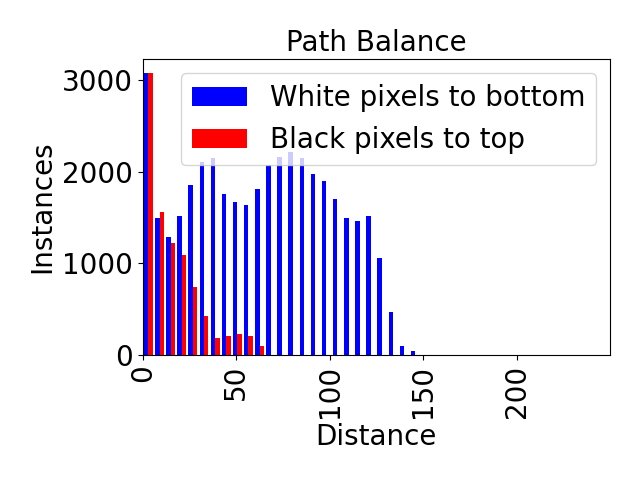 Path Balance
White pixels to bottom
Black pixels to top
Instances
3000
2000
1000
0
0
50
100
150
200
Distance